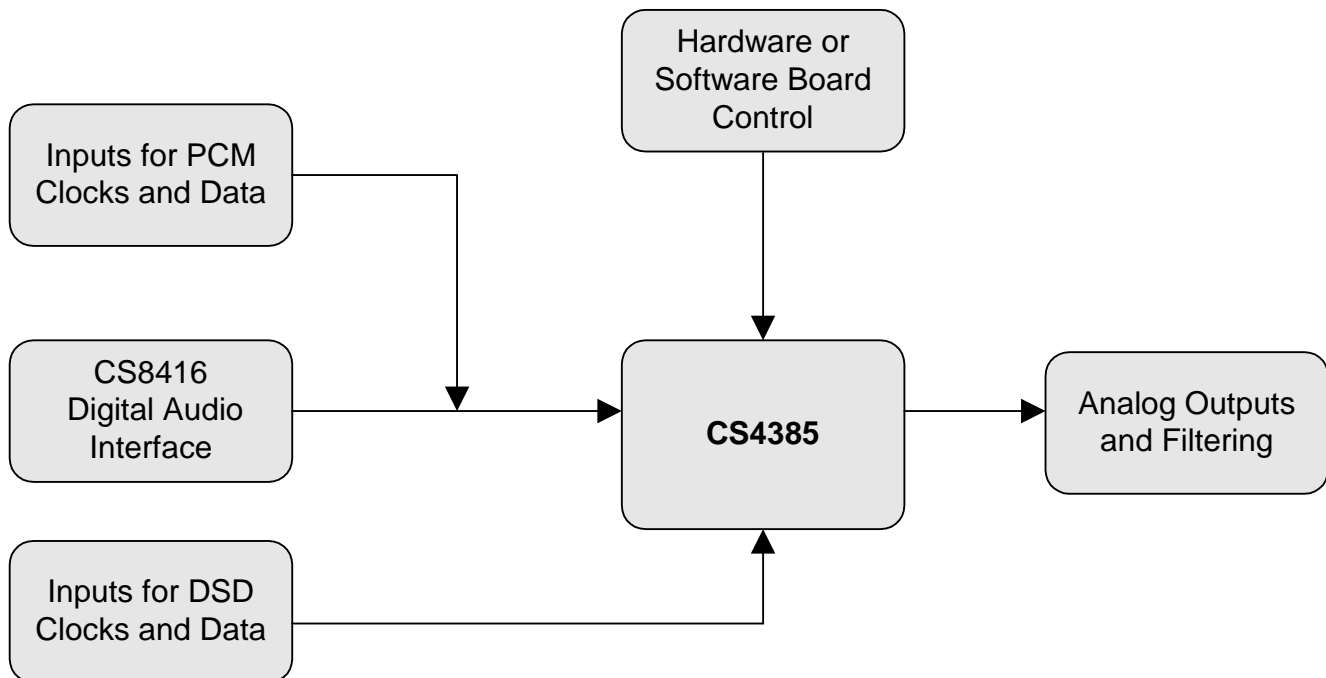 Hardware or
Software Board
Control
Inputs for PCM
Clocks and Data
CS8416
Digital Audio
Interface
CS4385
Analog Outputs
and Filtering
Inputs for DSD
Clocks and Data